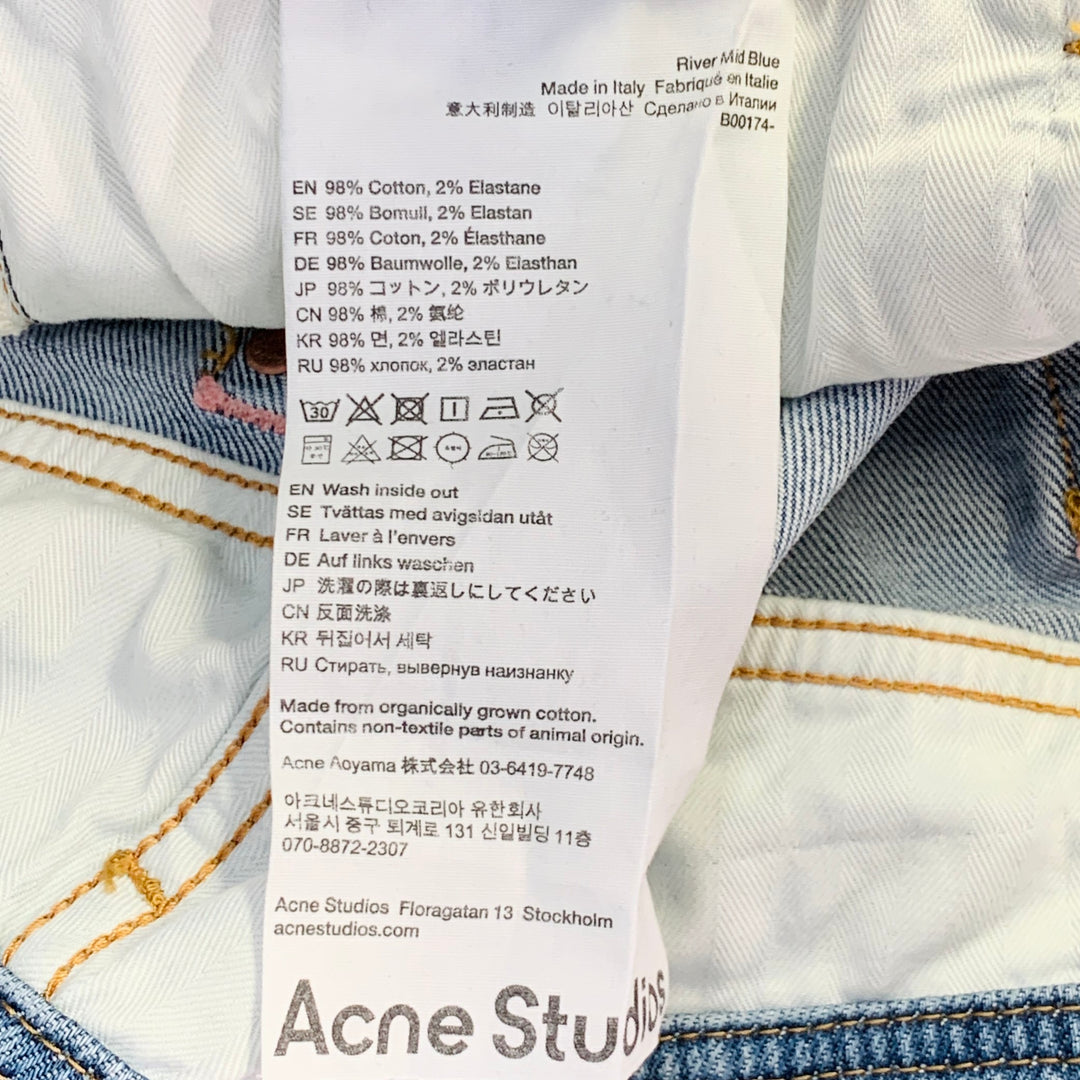 River Mid Blue
Made in Italy Fabriqué en Italie
意大利制造 이탈리아산 Сделано в Италии
B00174-
EN 98% Cotton, 2% Elastane
SE 98% Bomull, 2% Elastan
FR 98% Coton, 2% Élasthane
DE 98% Baumwolle, 2% Elasthan
JP 98% コットン, 2% ポリウレタン
CN 98% 棉, 2% 氨纶
KR 98% 면, 2% 엘라스틴
RU 98% хлопок, 2% эластан
30
EN Wash inside out
SE Tvättas med avigsidan utåt
FR Laver à l'envers
DE Auf links waschen
JP 洗濯の際は裏返しにしてください
CN 反面洗涤
KR 뒤집어서 세탁
RU Стирать, вывернув наизнанку
Made from organically grown cotton.
Contains non-textile parts of animal origin.
Acne Aoyama 株式会社 03-6419-7748
아크네스튜디오코리아 유한회사
서울시 중구 퇴계로 131 신일빌딩 11층
070-8872-2307
Acne Studios Floragatan 13 Stockholm
acnestudios.com
Acne Studios